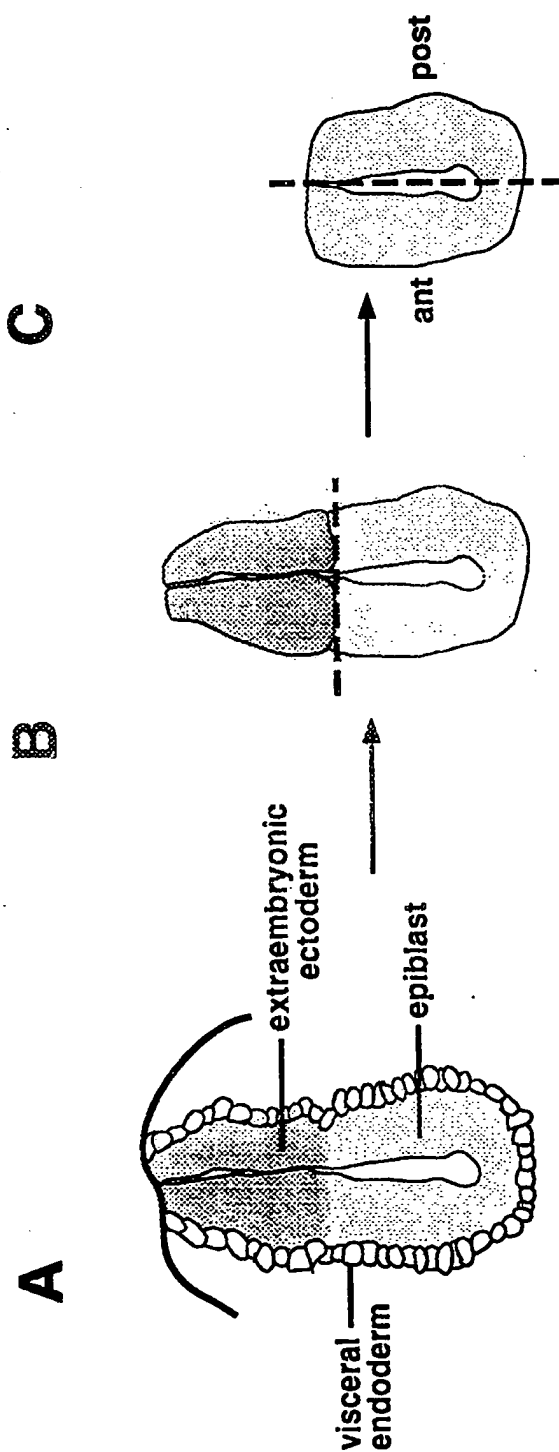 A
B
C
extraembryonic
ectoderm
epiblast
visceral
endoderm
ant
post